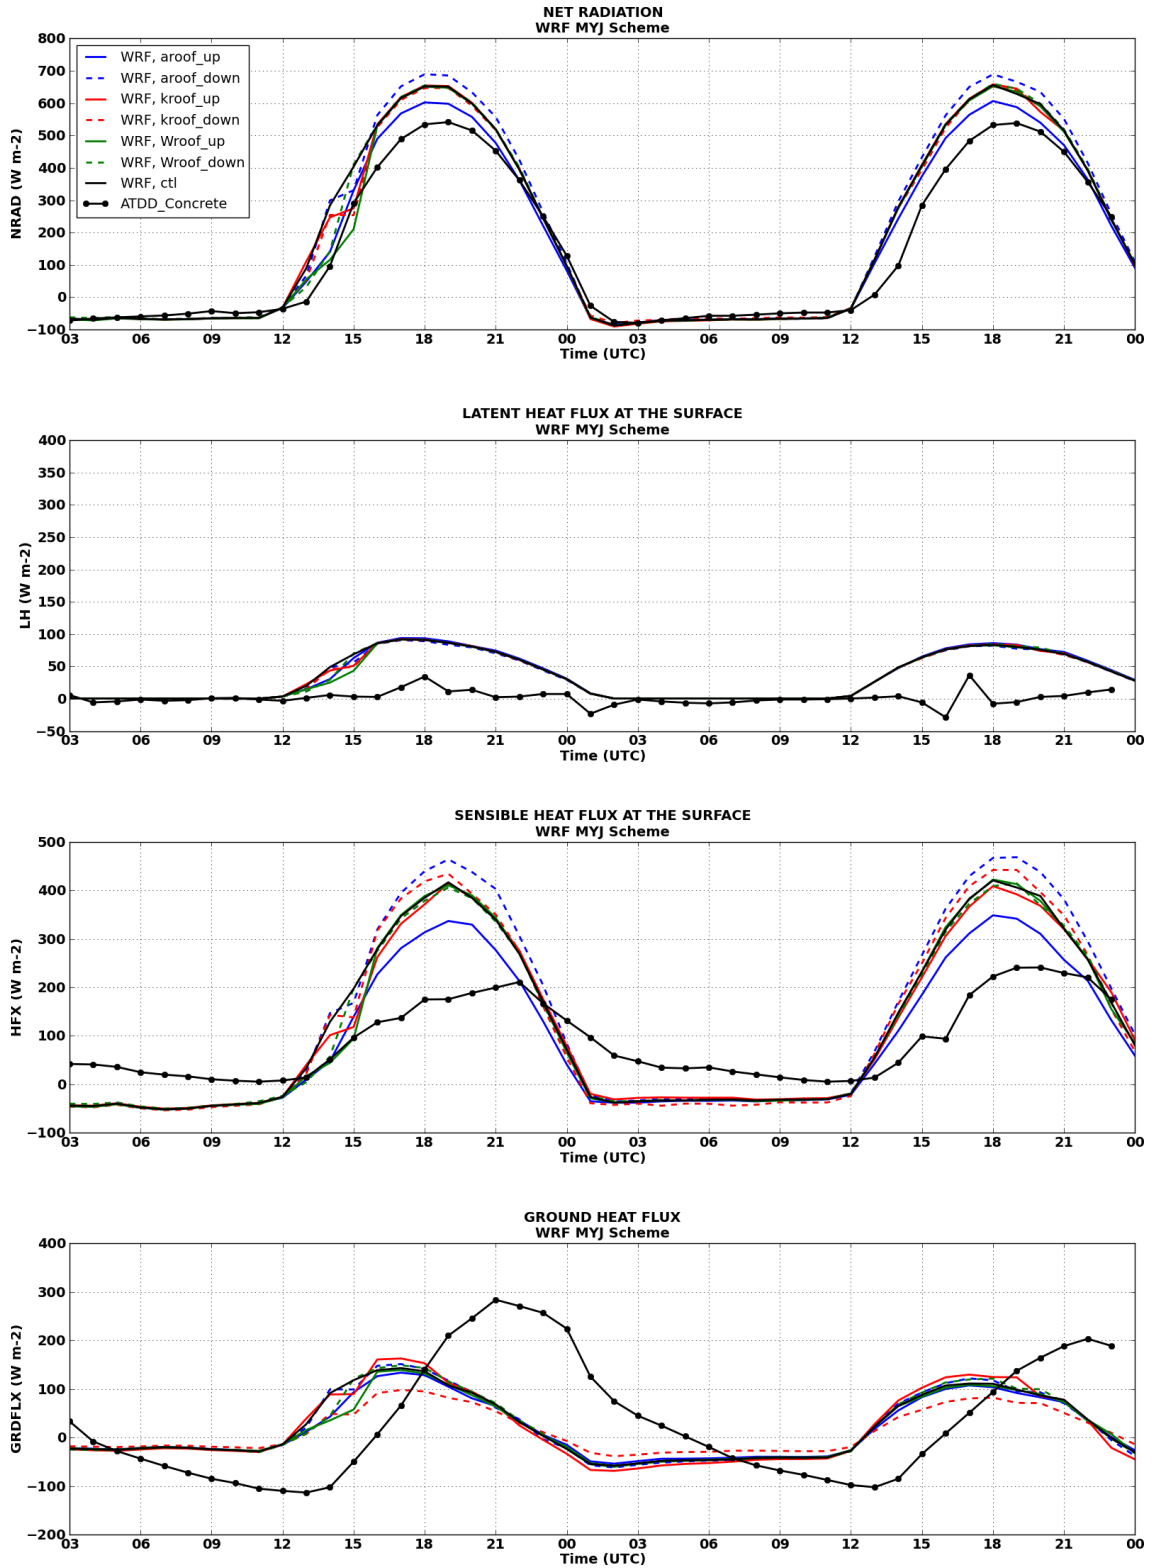 NET RADIATION
WRF MYJ Scheme
800
700
600
500
400
300
200
100
0
−100
NRAD (W m-2)
WRF, aroof_up
WRF, aroof_down
WRF, kroof_up
WRF, kroof_down
WRF, Wroof_up
WRF, Wroof_down
WRF, ctl
ATDD_Concrete
03 06 09 12 15 18 21 00 03 06 09 12 15 18 21 00
Time (UTC)
LATENT HEAT FLUX AT THE SURFACE
WRF MYJ Scheme
400
350
300
250
200
150
100
50
0
−50
LH (W m-2)
03 06 09 12 15 18 21 00 03 06 09 12 15 18 21 00
Time (UTC)
SENSIBLE HEAT FLUX AT THE SURFACE
WRF MYJ Scheme
500
400
300
200
100
0
−100
HFX (W m-2)
03 06 09 12 15 18 21 00 03 06 09 12 15 18 21 00
Time (UTC)
GROUND HEAT FLUX
WRF MYJ Scheme
400
300
200
100
0
−100
−200
GRDFLX (W m-2)
03 06 09 12 15 18 21 00 03 06 09 12 15 18 21 00
Time (UTC)